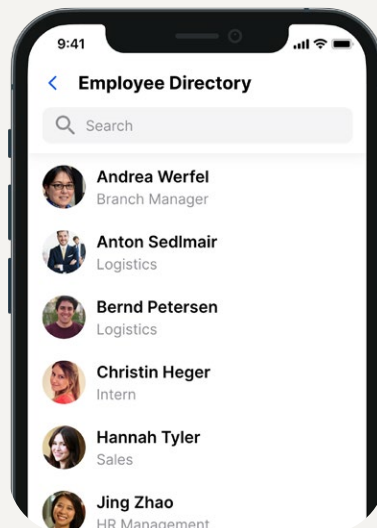 9:41
Employee Directory
Search
Andrea Werfel
Branch Manager
Anton Sedlmair
Logistics
Bernd Petersen
Logistics
Christin Heger
Intern
Hannah Tyler
Sales
Jing Zhao
HR Management